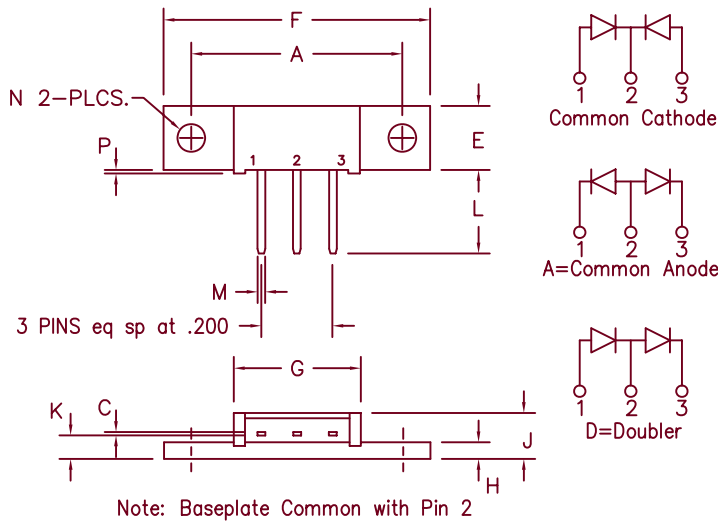 F
A
N 2-PLCS.
P
E
1 2 3
L
M
3 PINS eq sp at .200
G
C
K
J
H
Note: Baseplate Common with Pin 2
1 2 3
Common Cathode
1 2 3
A=Common Anode
1 2 3
D=Doubler